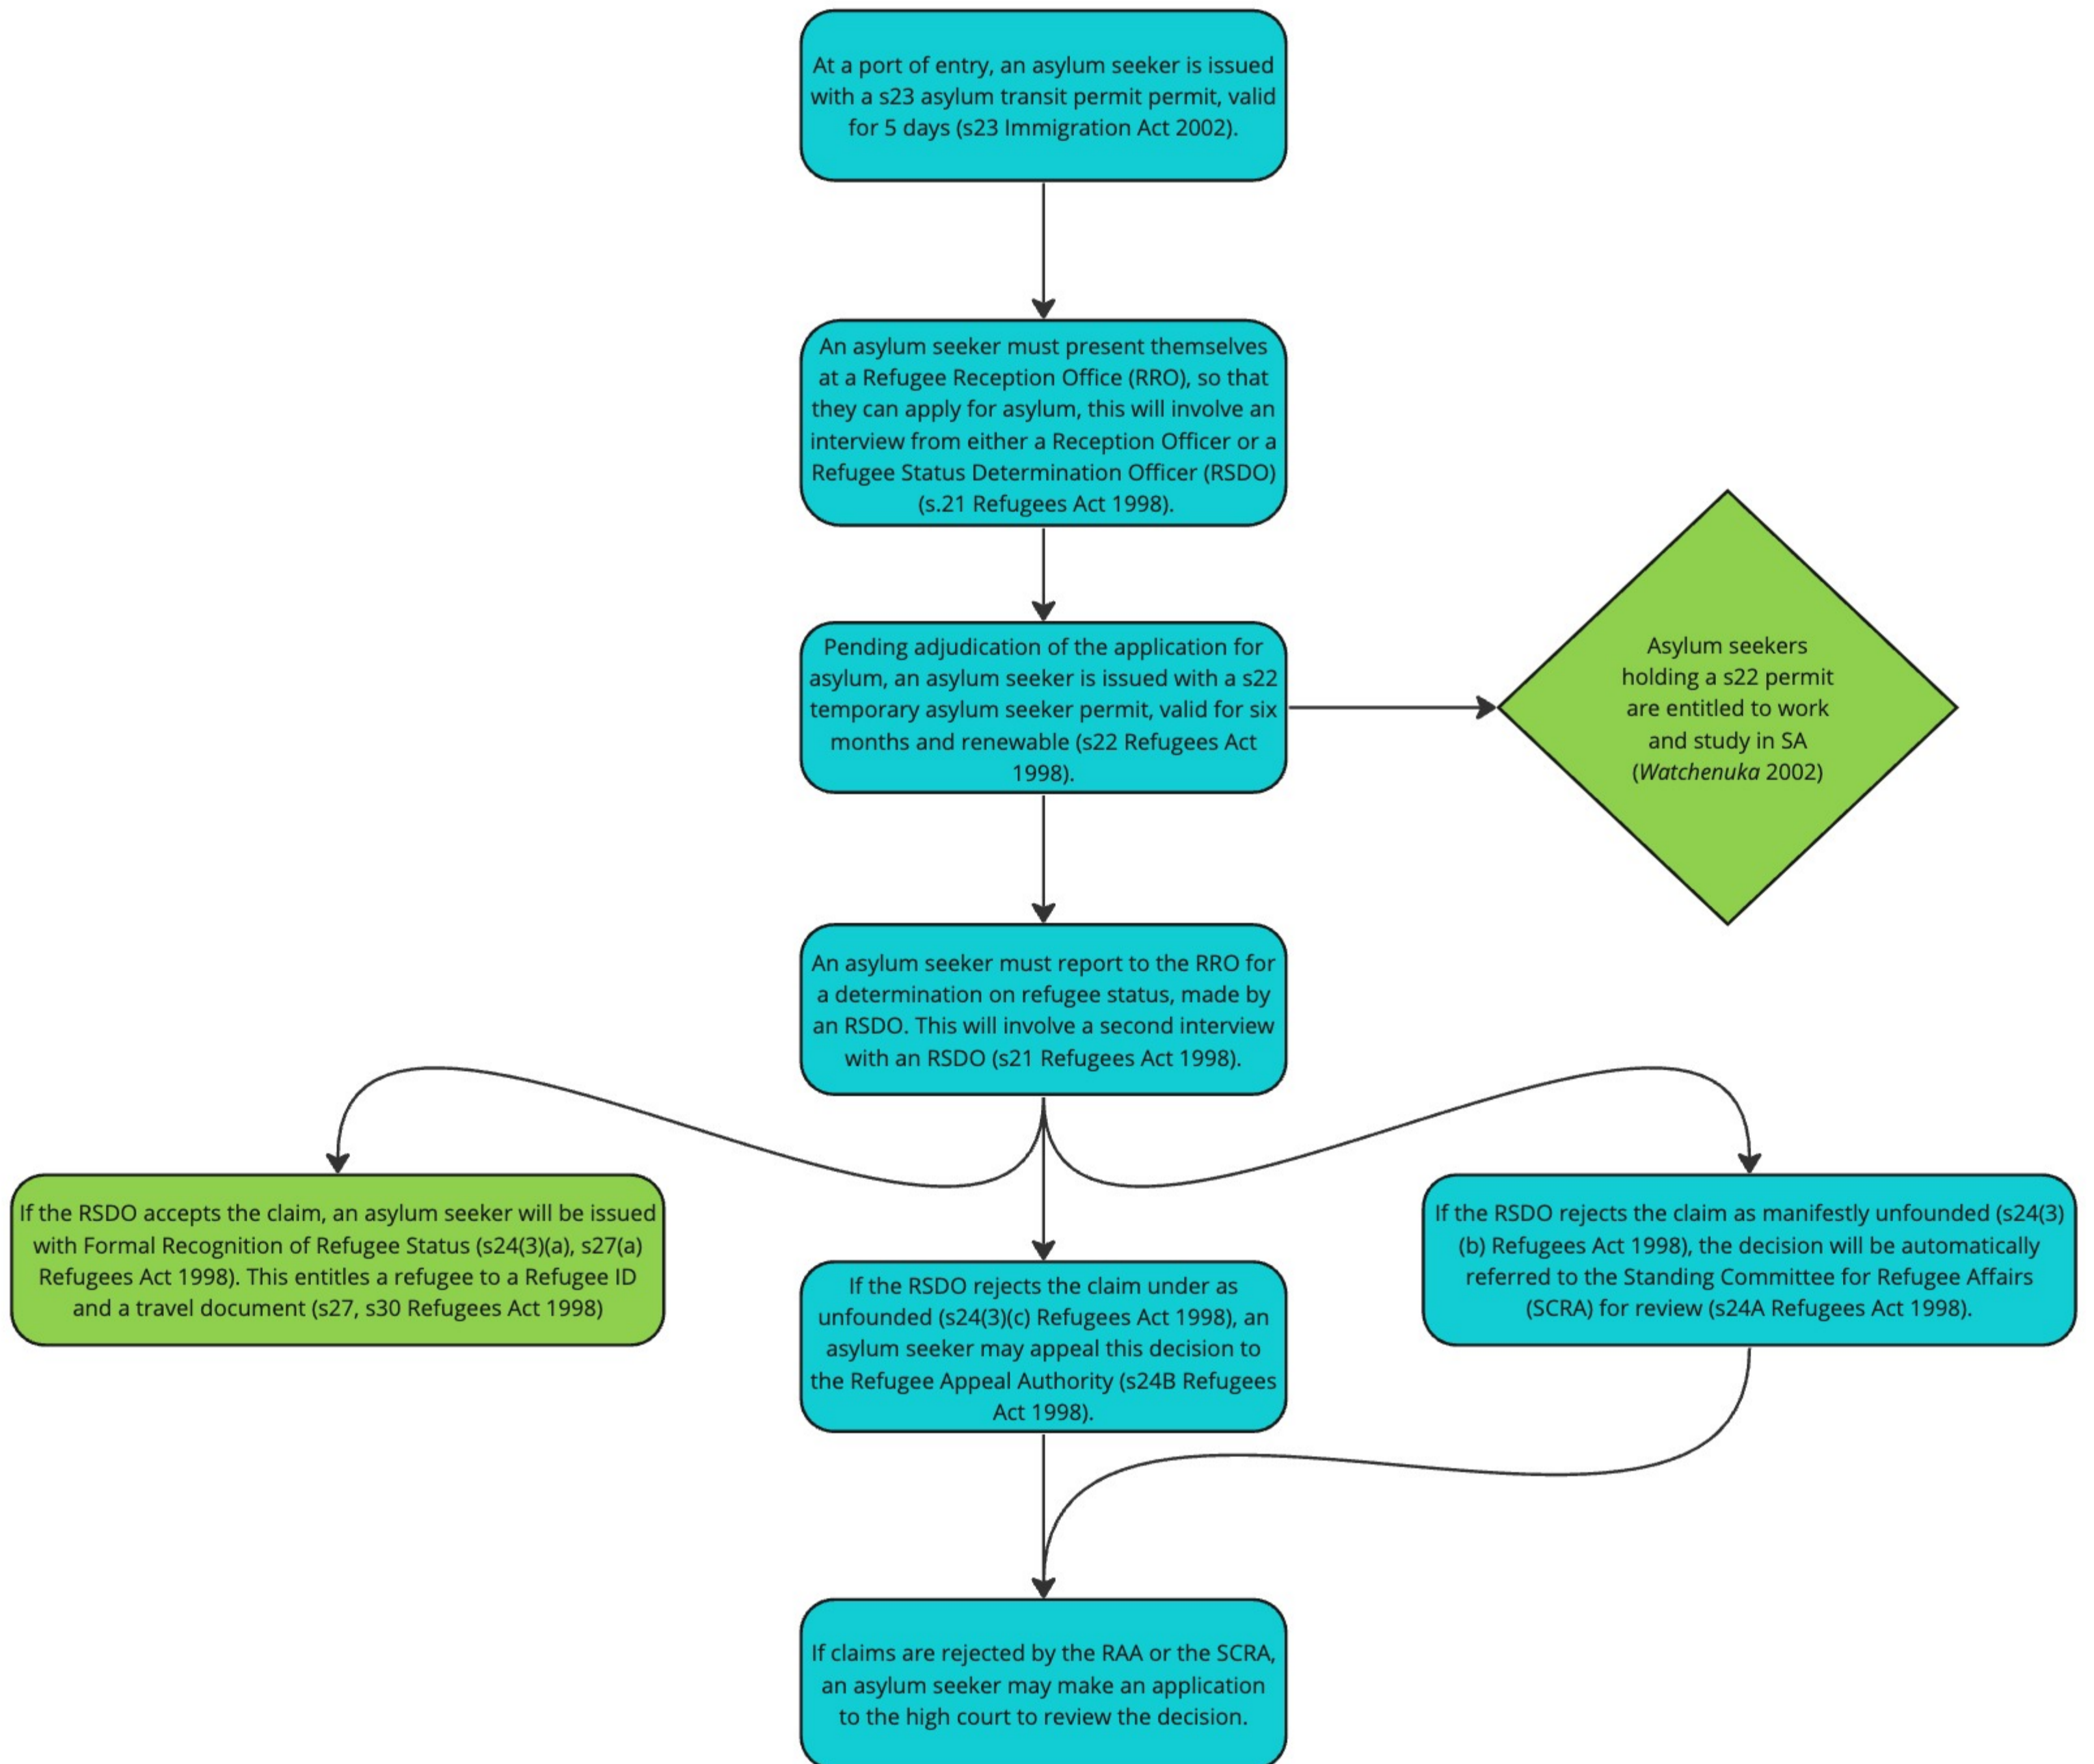 At a port of entry, an asylum seeker is issued
with a s23 asylum transit permit permit, valid
for 5 days (s23 Immigration Act 2002).
An asylum seeker must present themselves
at a Refugee Reception Office (RRO), so that
they can apply for asylum, this will involve an
interview from either a Reception Officer or a
Refugee Status Determination Officer (RSDO)
(s.21 Refugees Act 1998).
Pending adjudication of the application for
asylum, an asylum seeker is issued with a s22
temporary asylum seeker permit, valid for six
months and renewable (s22 Refugees Act
1998).
Asylum seekers
holding a s22 permit
are entitled to work
and study in SA
(Watchenuka 2002)
An asylum seeker must report to the RRO for
a determination on refugee status, made by
an RSDO. This will involve a second interview
with an RSDO (s21 Refugees Act 1998).
If the RSDO accepts the claim, an asylum seeker will be issued
with Formal Recognition of Refugee Status (s24(3)(a), s27(a)
Refugees Act 1998). This entitles a refugee to a Refugee ID
and a travel document (s27, s30 Refugees Act 1998)
If the RSDO rejects the claim under as
unfounded (s24(3)(c) Refugees Act 1998), an
asylum seeker may appeal this decision to
the Refugee Appeal Authority (s24B Refugees
Act 1998).
If the RSDO rejects the claim as manifestly unfounded (s24(3)
(b) Refugees Act 1998), the decision will be automatically
referred to the Standing Committee for Refugee Affairs
(SCRA) for review (s24A Refugees Act 1998).
If claims are rejected by the RAA or the SCRA,
an asylum seeker may make an application
to the high court to review the decision.